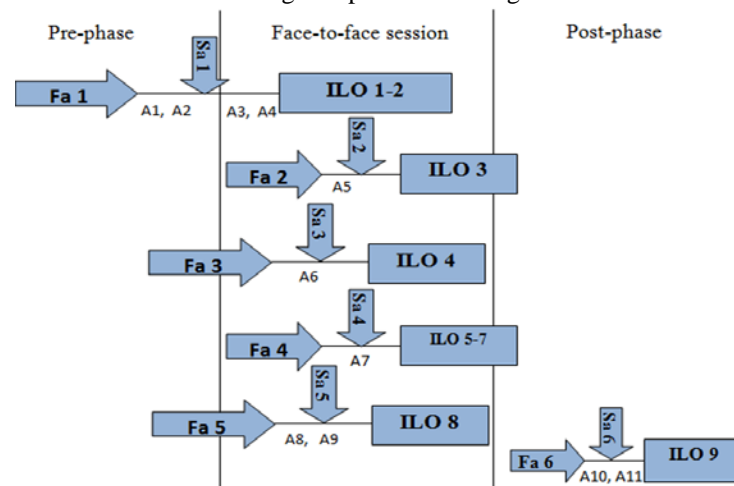 Pre-phase
Face-to-face session
Post-phase
Sa 1
Fa 1
ILO 1-2
A1, A2
A3, A4
Sa 2
Fa 2
ILO 3
A5
Sa 3
Fa 3
ILO 4
A6
Sa 4
Fa 4
ILO 5-7
A7
Sa 5
Fa 5
ILO 8
A8, A9
Sa 6
Fa 6
ILO 9
A10, A11